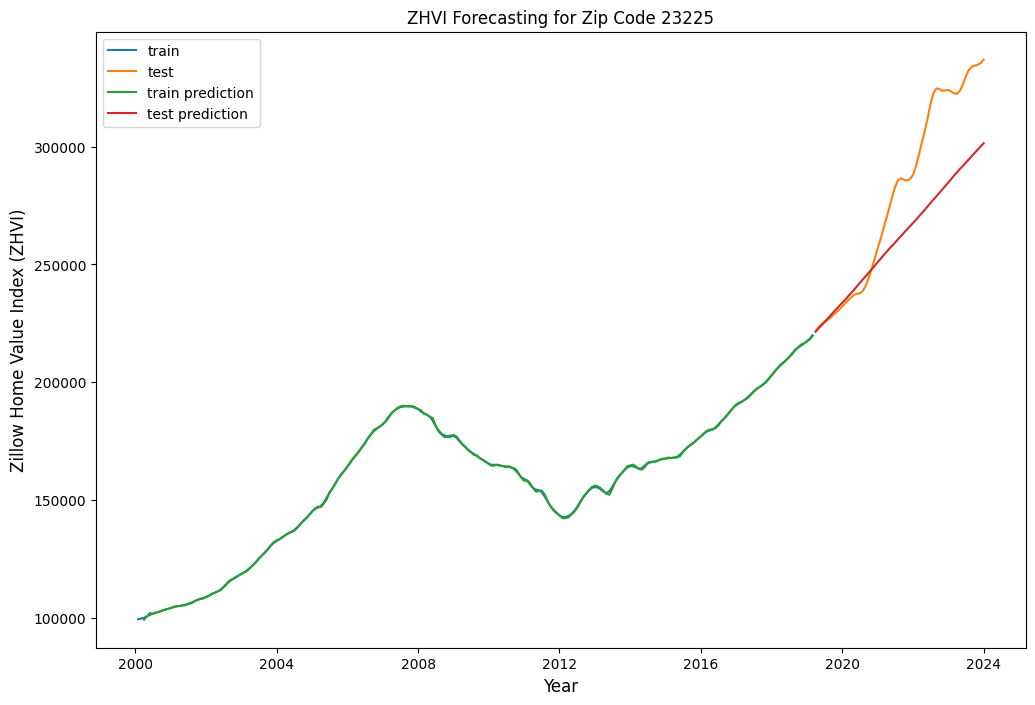 ZHVI Forecasting for Zip Code 23225
train
test
train prediction
test prediction
300000
250000
200000
150000
100000
Zillow Home Value Index (ZHVI)
2000 2004 2008 2012 2016 2020 2024
Year